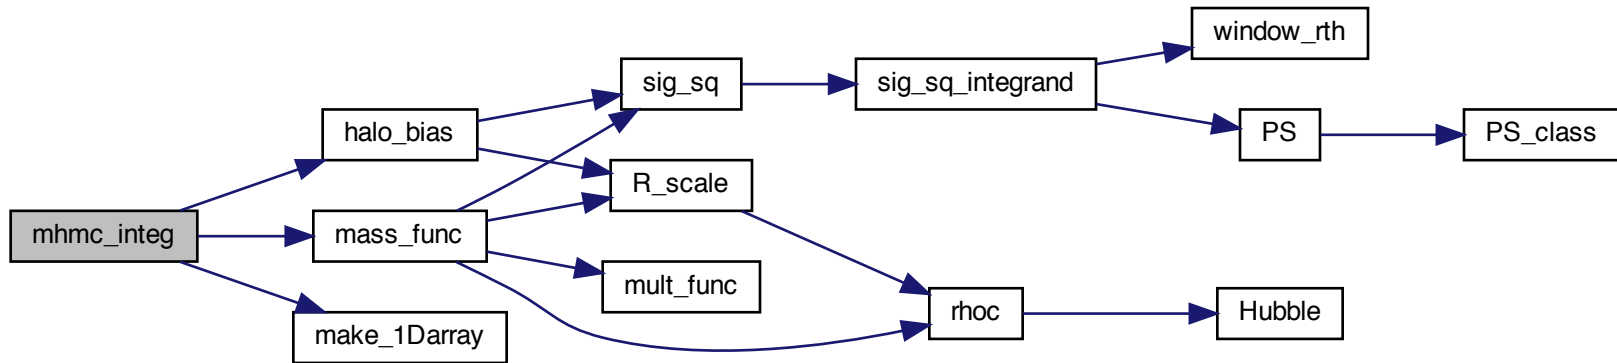 window_rth
sig_sq
sig_sq_integrand
halo_bias
PS
PS_class
R_scale
mhmc_integ
mass_func
mult_func
rhoc
Hubble
make_1Darray